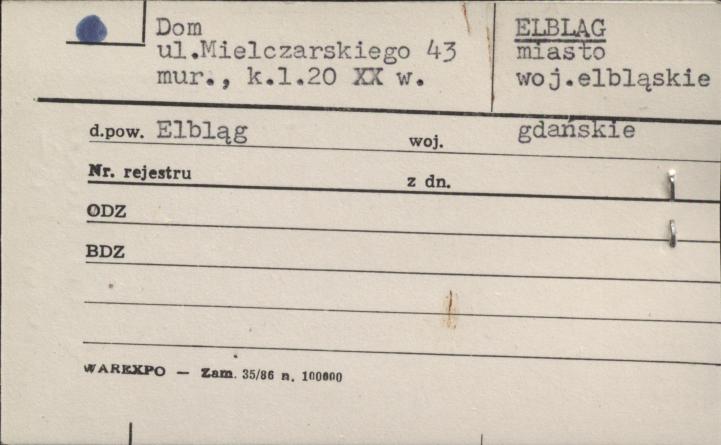 Dom
ul.Mielczarskiego 43
mur., k.l.20 XX w.
ELBLĄG
miasto
woj.elbląskie
d.pow. Elbląg woj. gdańskie
Nr. rejestru z dn.
ODZ
BDZ
WAREXPO — Zam. 35/86 n. 100000